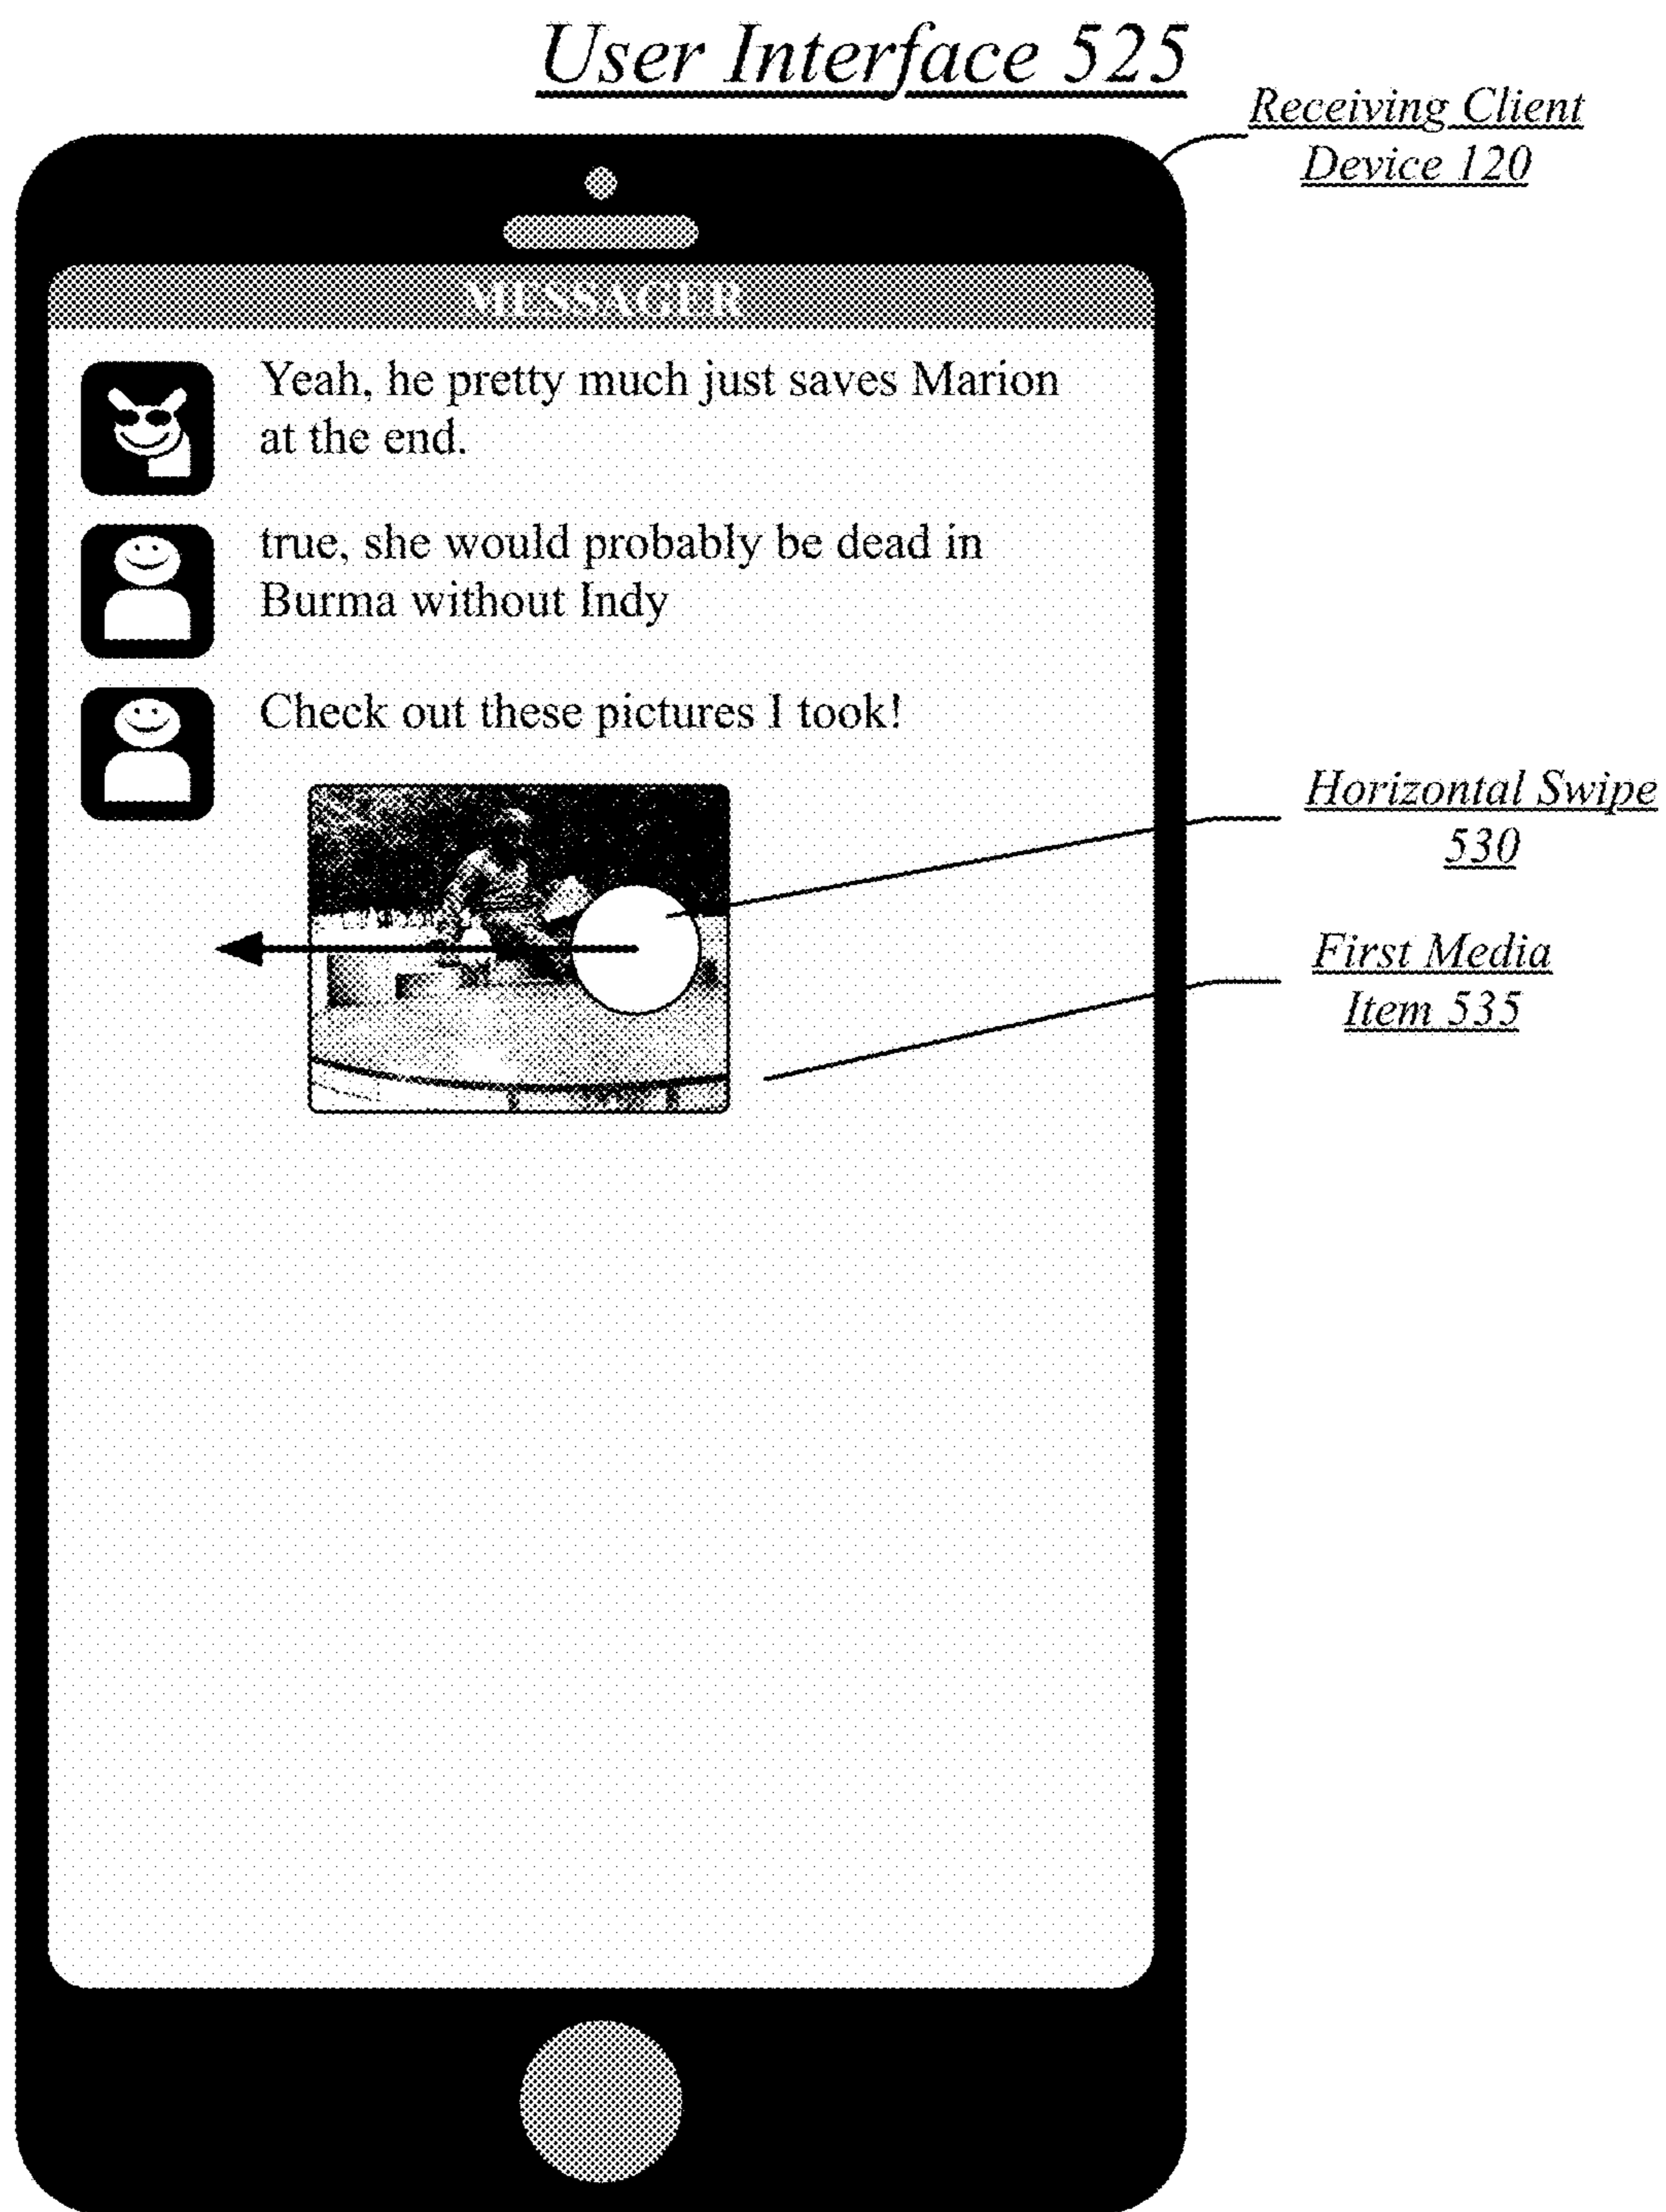 User Interface 525
Receiving Client
Device 120
MESSAGER
Yeah, he pretty much just saves Marion
at the end.
true, she would probably be dead in
Burma without Indy
Check out these pictures I took!
Horizontal Swipe
530
First Media
Item 535